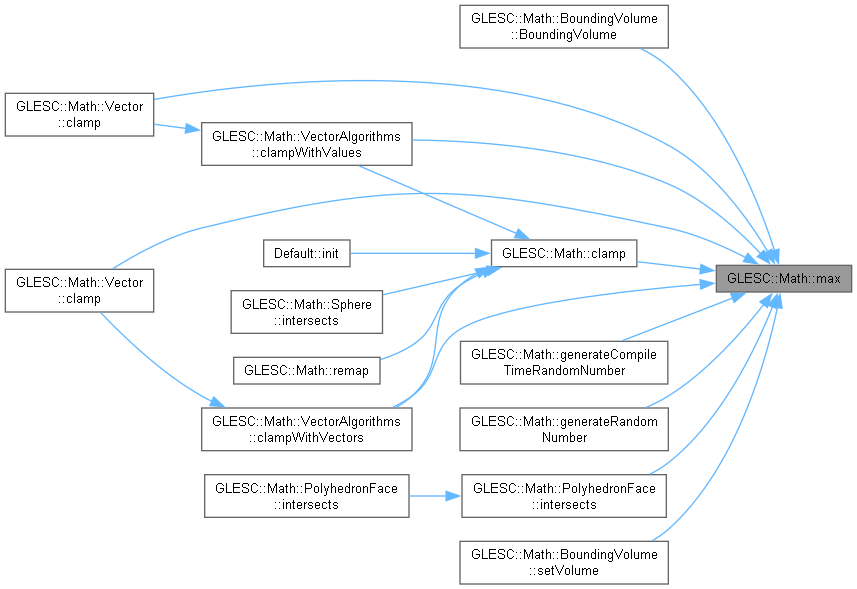 GLESC::Math::BoundingVolume
::BoundingVolume
GLESC::Math::Vector
::clamp
GLESC::Math::VectorAlgorithms
::clampWithValues
Default::init
GLESC::Math::clamp
GLESC::Math::max
GLESC::Math::Vector
::clamp
GLESC::Math::Sphere
::intersects
GLESC::Math::generateCompile
TimeRandomNumber
GLESC::Math::remap
GLESC::Math::VectorAlgorithms
::clampWithVectors
GLESC::Math::generateRandom
Number
GLESC::Math::PolyhedronFace
::intersects
GLESC::Math::PolyhedronFace
::intersects
GLESC::Math::BoundingVolume
::setVolume